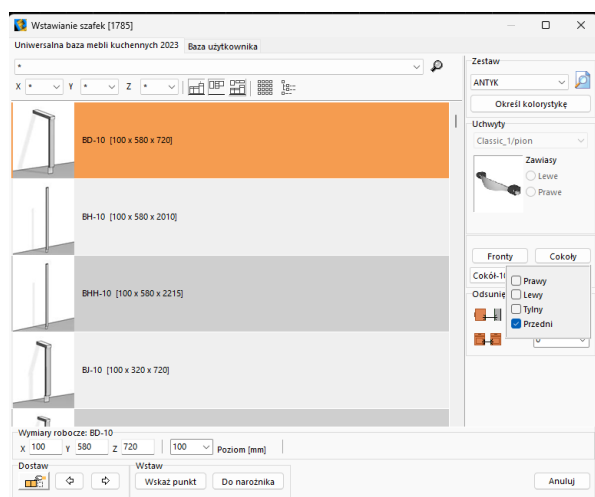 Wstawianie szafek [1785]
Uniwersalna baza mebli kuchennych 2023 Baza użytkownika
*
X * Y * Z *
BD-10 [100 x 580 x 720]
BH-10 [100 x 580 x 2010]
BHH-10 [100 x 580 x 2215]
BJ-10 [100 x 320 x 720]
Wymiary robocze: BD-10
X 100 Y 580 Z 720 100 Poziom [mm]
Dostaw
Wstaw
Wskaż punkt Do narożnika
Zestaw
ANTYK
Określ kolorystykę
Uchwyty
Classic_1/pion
Zawiasy
Lewe
Prawe
Fronty Cokoły
Cokół-10
Prawy
Lewy
Tylny
Przedni
Anuluj